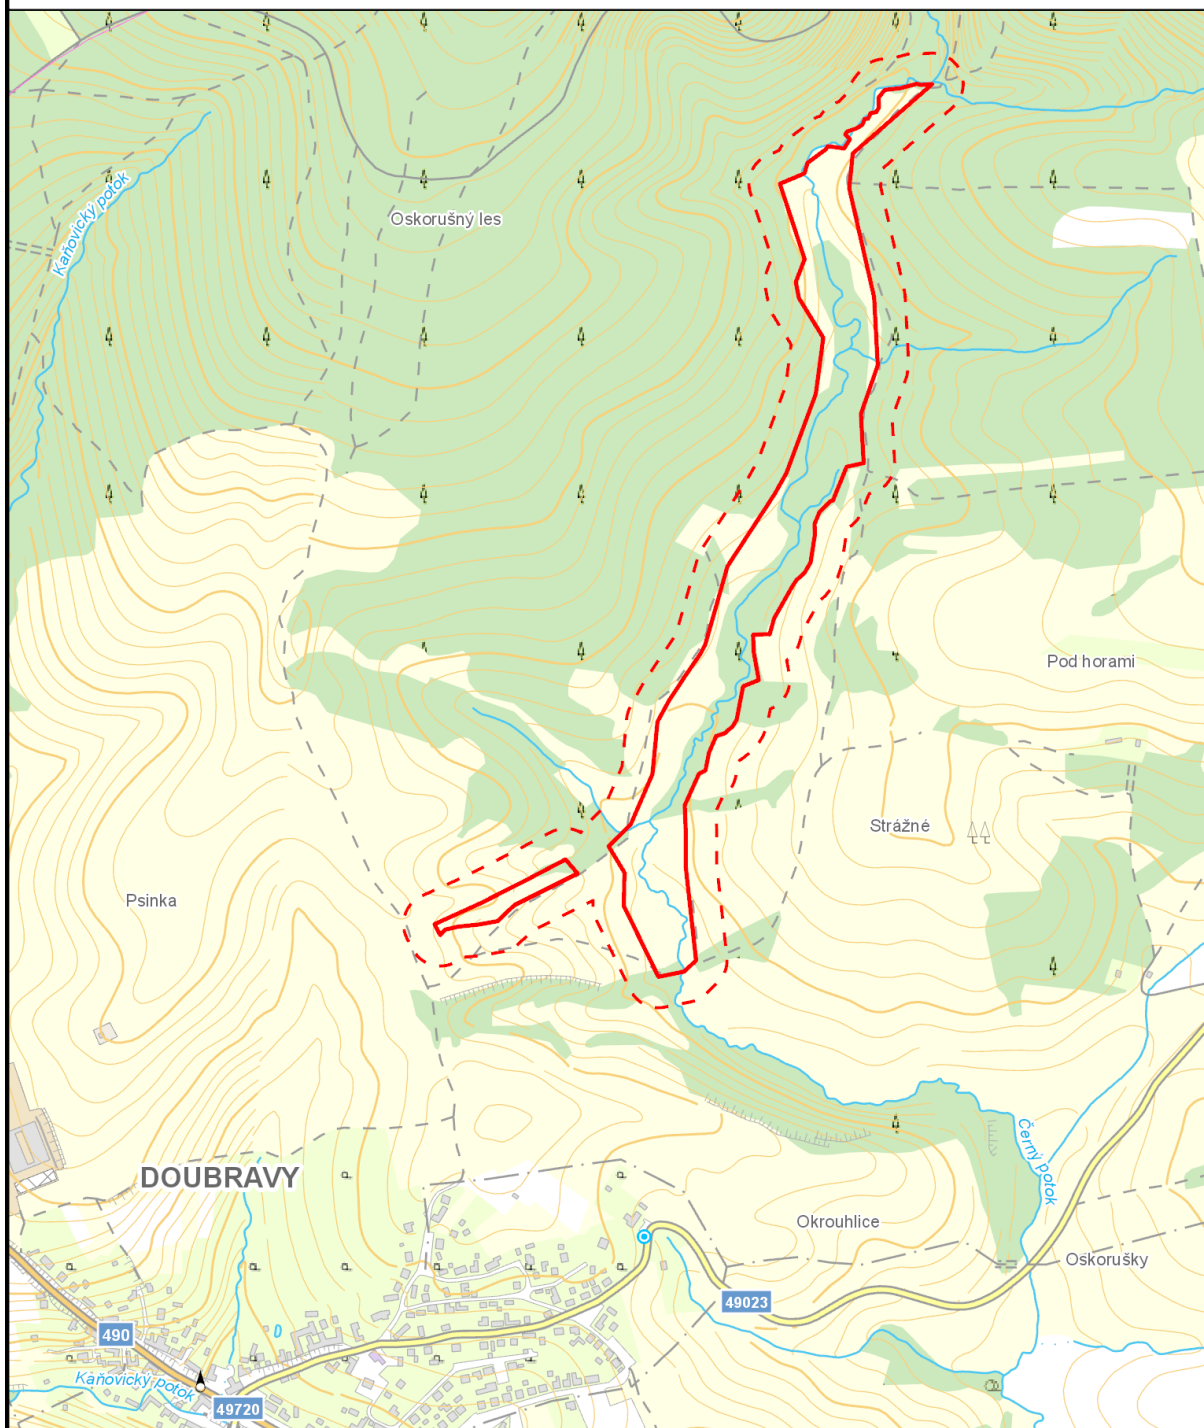 Kaňovický potok
Oskorušný les
Pod horami
Strážné
Psinka
Černý potok
DOUBRAVY
Okrouhlice
Oskorušky
49023
490
Kaňovický potok
49720